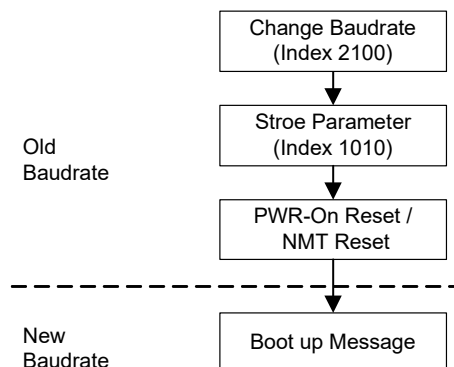 Change Baudrate
(Index 2100)
Stroe Parameter
(Index 1010)
Old
Baudrate
PWR-On Reset /
NMT Reset
New
Baudrate
Boot up Message